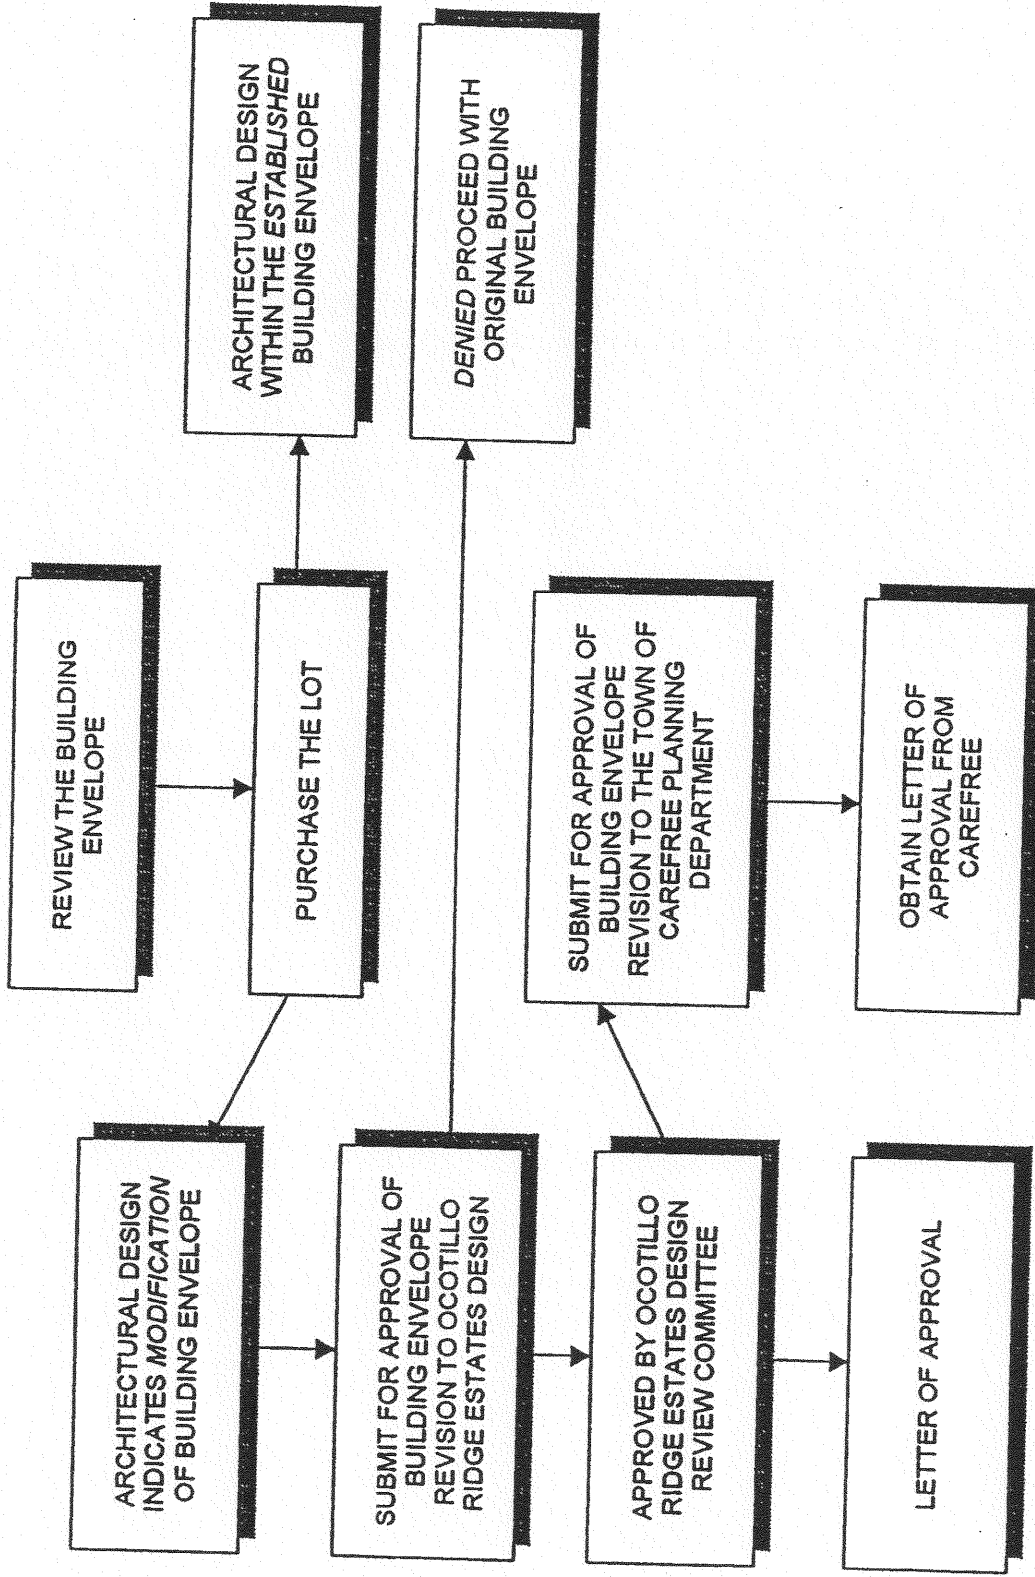 REVIEW THE BUILDING
ENVELOPE
PURCHASE THE LOT
ARCHITECTURAL DESIGN
WITHIN THE ESTABLISHED
BUILDING ENVELOPE
ARCHITECTURAL DESIGN
INDICATES MODIFICATION
OF BUILDING ENVELOPE
SUBMIT FOR APPROVAL OF
BUILDING ENVELOPE
REVISION TO OCOTILLO
RIDGE ESTATES DESIGN
DENIED PROCEED WITH
ORIGINAL BUILDING
ENVELOPE
APPROVED BY OCOTILLO
RIDGE ESTATES DESIGN
REVIEW COMMITTEE
SUBMIT FOR APPROVAL OF
BUILDING ENVELOPE
REVISION TO THE TOWN OF
CAREFREE PLANNING
DEPARTMENT
LETTER OF APPROVAL
OBTAIN LETTER OF
APPROVAL FROM
CAREFREE